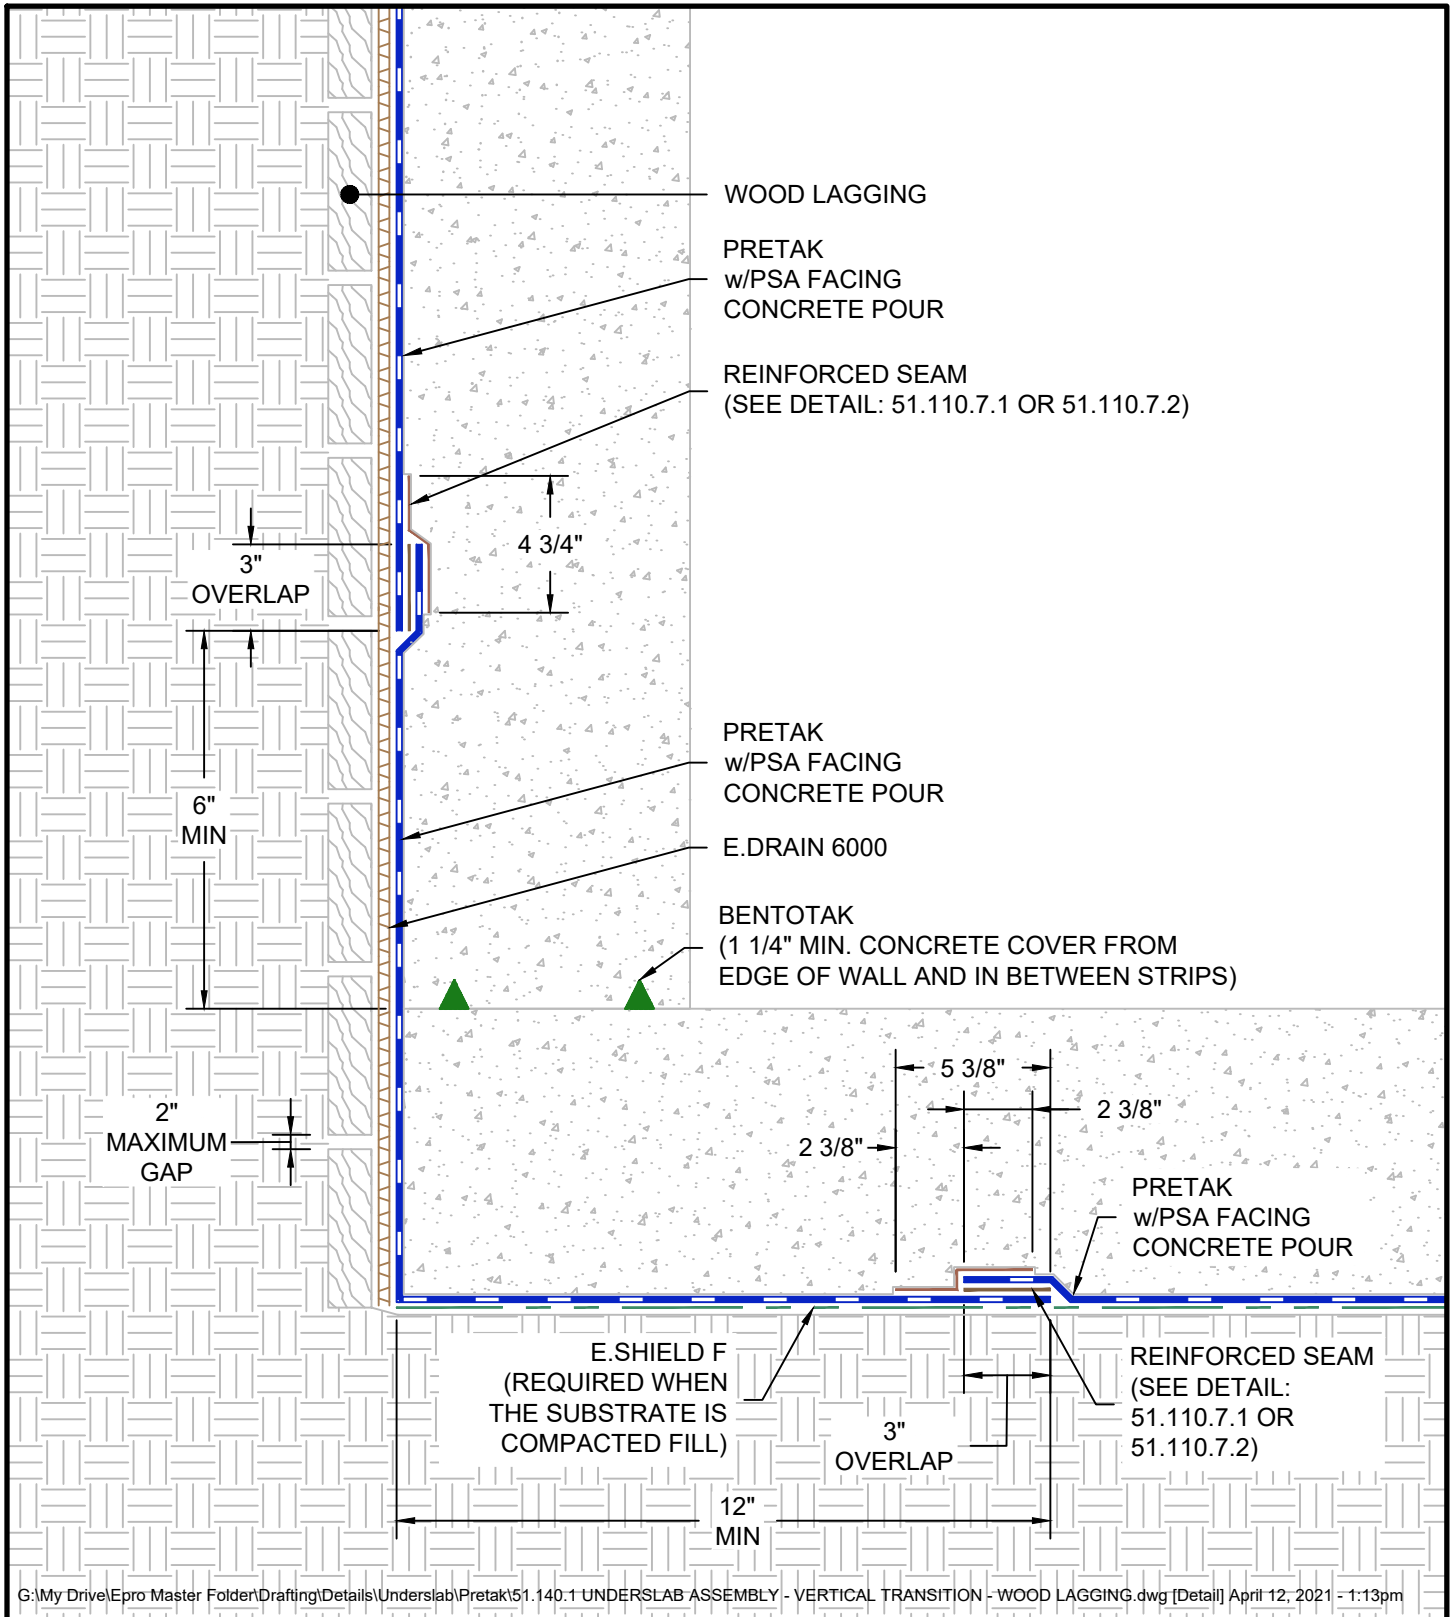 WOOD LAGGING
PRETAK
w/PSA FACING
CONCRETE POUR
REINFORCED SEAM
(SEE DETAIL: 51.110.7.1 OR 51.110.7.2)
4 3/4"
3"
OVERLAP
PRETAK
w/PSA FACING
CONCRETE POUR
6"
MIN
E.DRAIN 6000
BENTOTAK
(1 1/4" MIN. CONCRETE COVER FROM
EDGE OF WALL AND IN BETWEEN STRIPS)
5 3/8"
2 3/8"
2 3/8"
2"
MAXIMUM
GAP
PRETAK
w/PSA FACING
CONCRETE POUR
E.SHIELD F
(REQUIRED WHEN
THE SUBSTRATE IS
COMPACTED FILL)
REINFORCED SEAM
(SEE DETAIL:
51.110.7.1 OR
51.110.7.2)
3"
OVERLAP
12"
MIN
G:\My Drive\Epro Master Folder\Drafting\Details\Underslab\Pretak\51.140.1 UNDERSLAB ASSEMBLY - VERTICAL TRANSITION - WOOD LAGGING.dwg [Detail] April 12, 2021 - 1:13pm